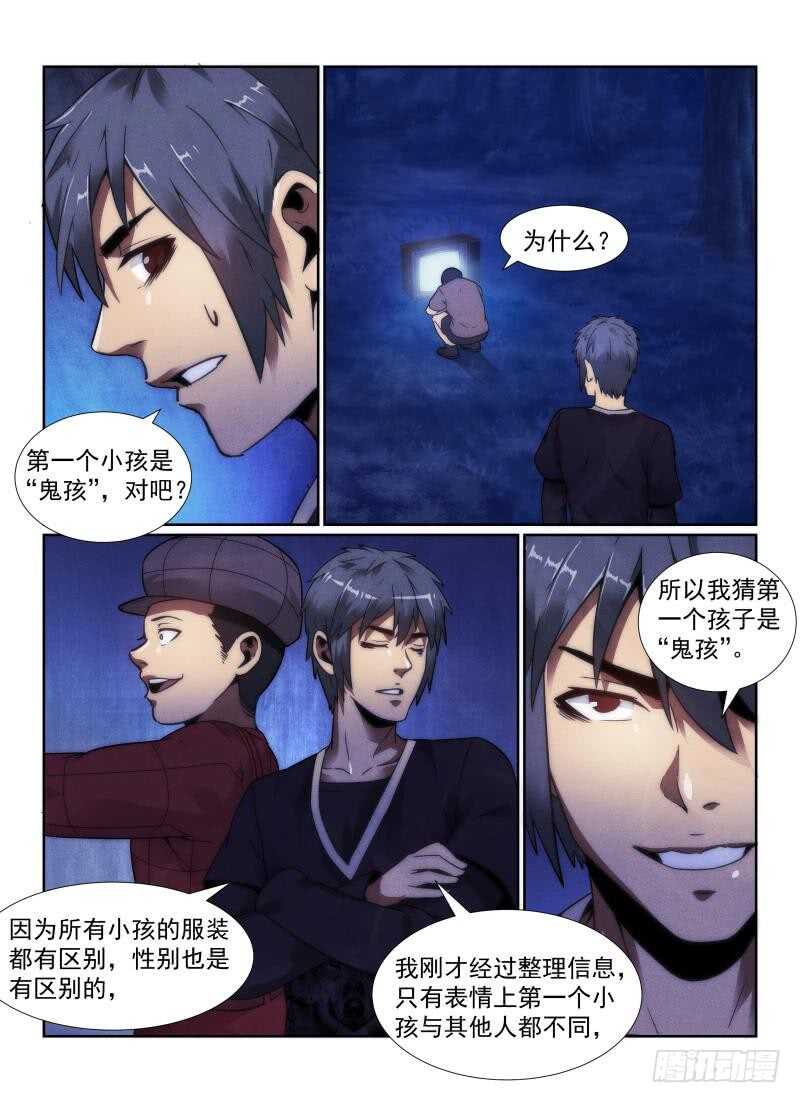 第一个小孩是
“鬼孩”，对吧？
为什么？
因为所有小孩的服装
都有区别，性别也是
有区别的，
我刚才经过整理信息，
只有表情上第一个小
孩与其他人都不同，
所以我猜第
一个孩子是
“鬼孩”。
腾讯动漫